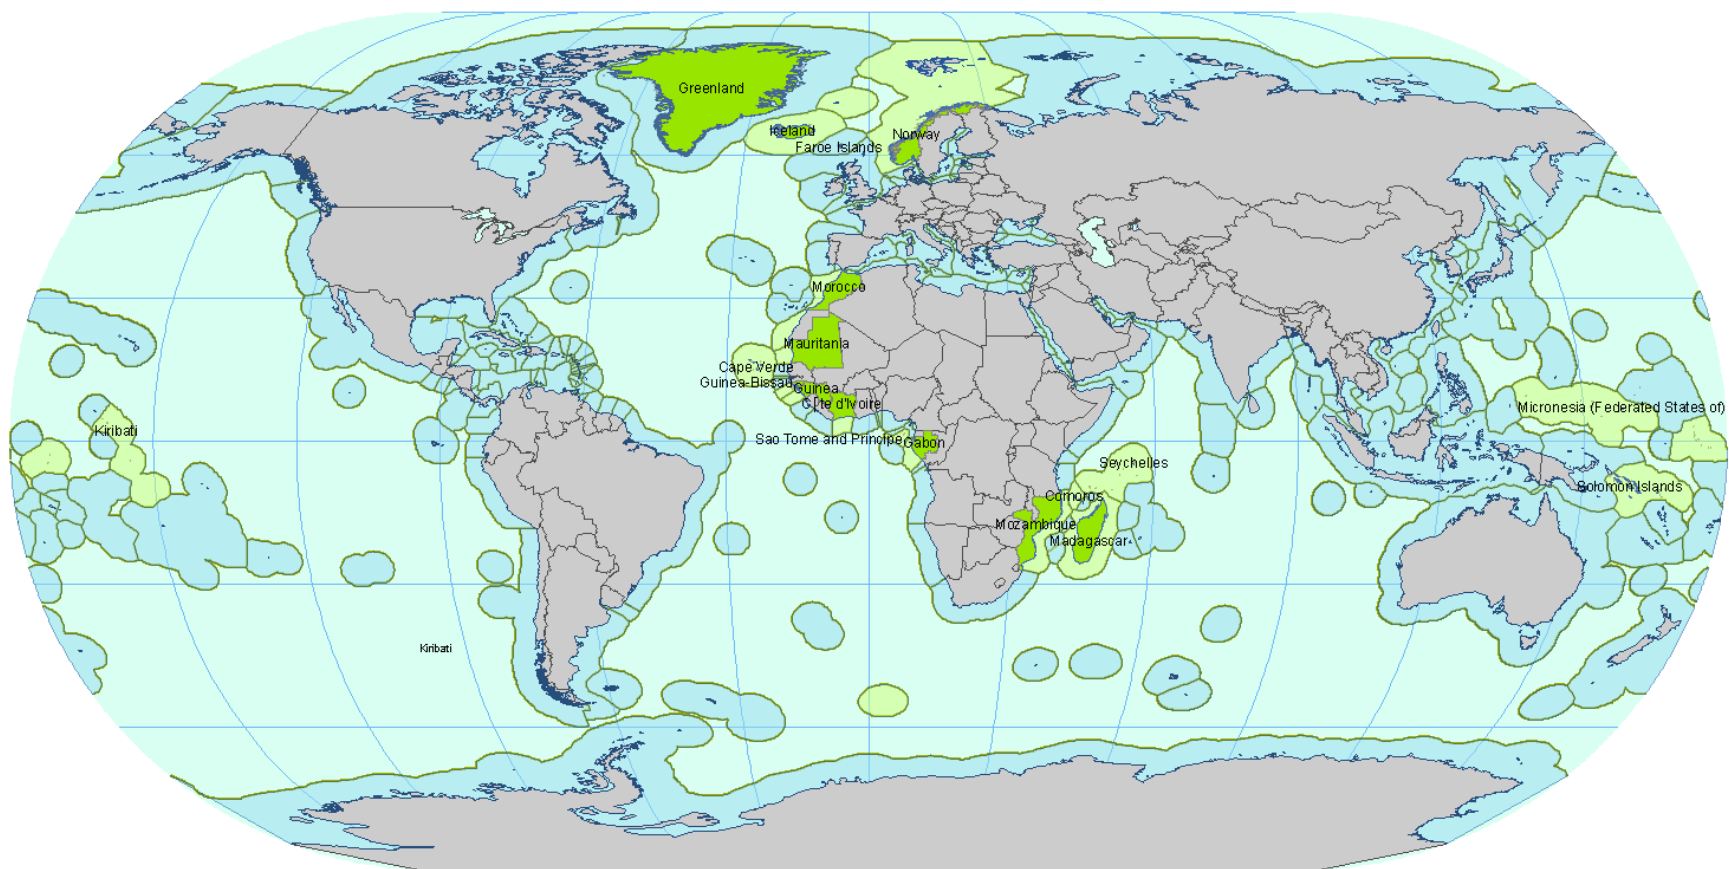 Greenland
Iceland
Norway
Faroe Islands
Morocco
Mauritania
Cape Verde
Guinea-Bissau
Guinea
Côte d'Ivoire
Micronesia (Federated States of)
Kiribati
Sao Tome and Principe
Gabon
Seychelles
Solomon Islands
Comoros
Mozambique
Madagascar
Kiribati